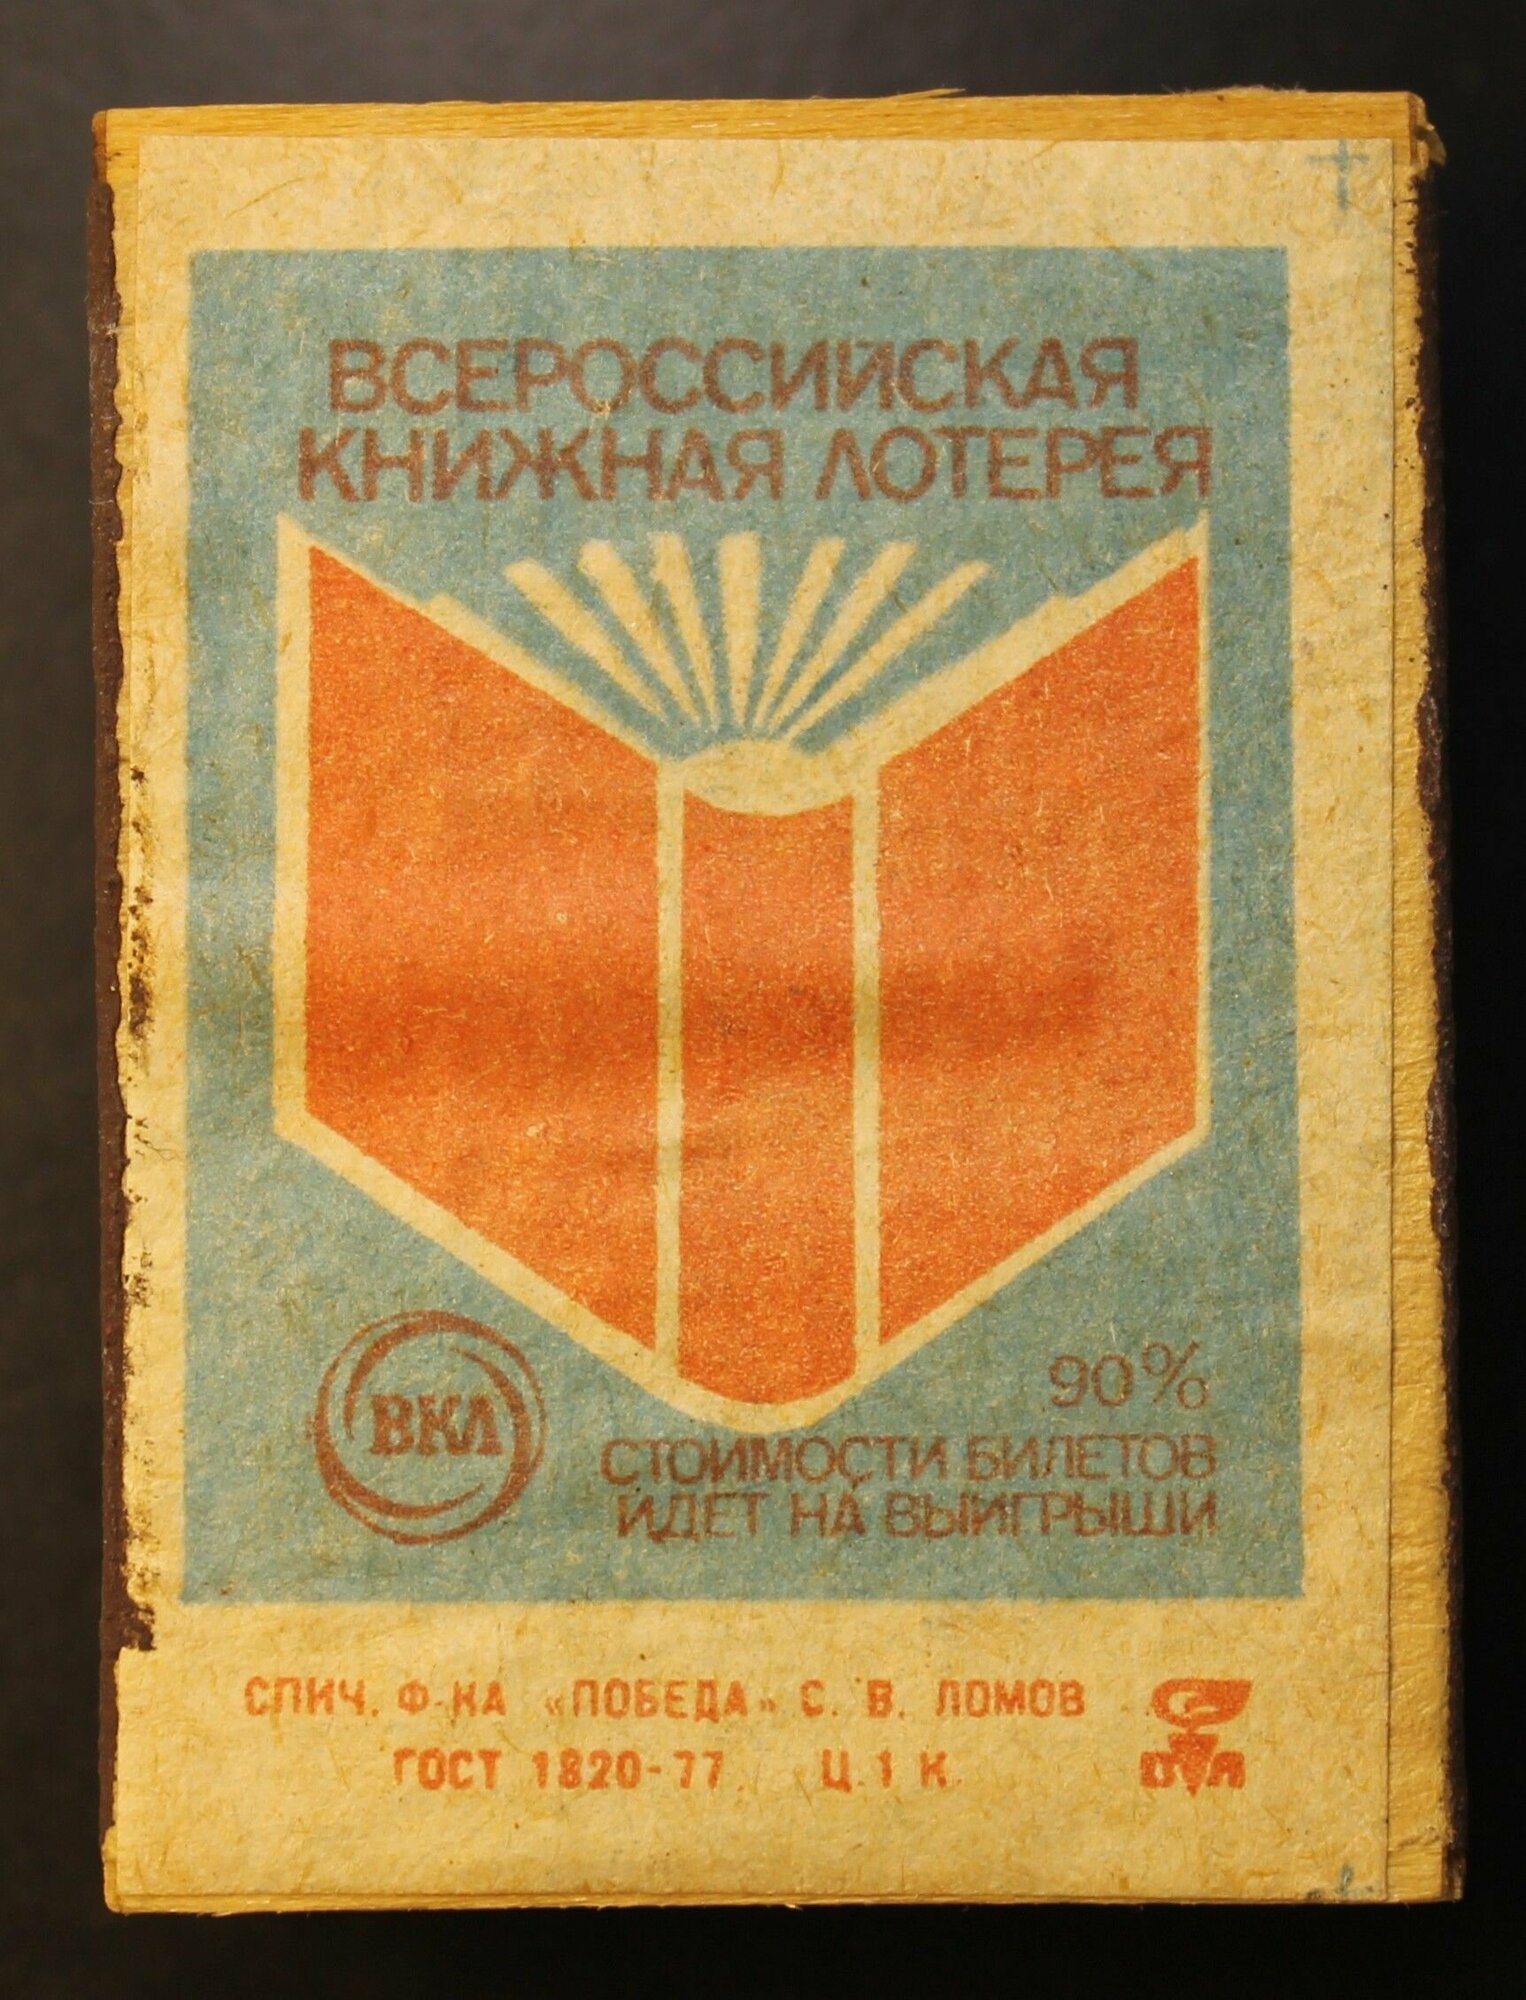 ВСЕРОССИЙСКАЯ
КНИЖНАЯ ЛОТЕРЕЯ
ВКЛ
90%
СТОИМОСТИ БИЛЕТОВ
ИДЕТ НА ВЫИГРЫШИ
СПИЧ. Ф-КА «ПОБЕДА» С. В. ЛОМОВ
ГОСТ 1820-77. Ц. 1 К.